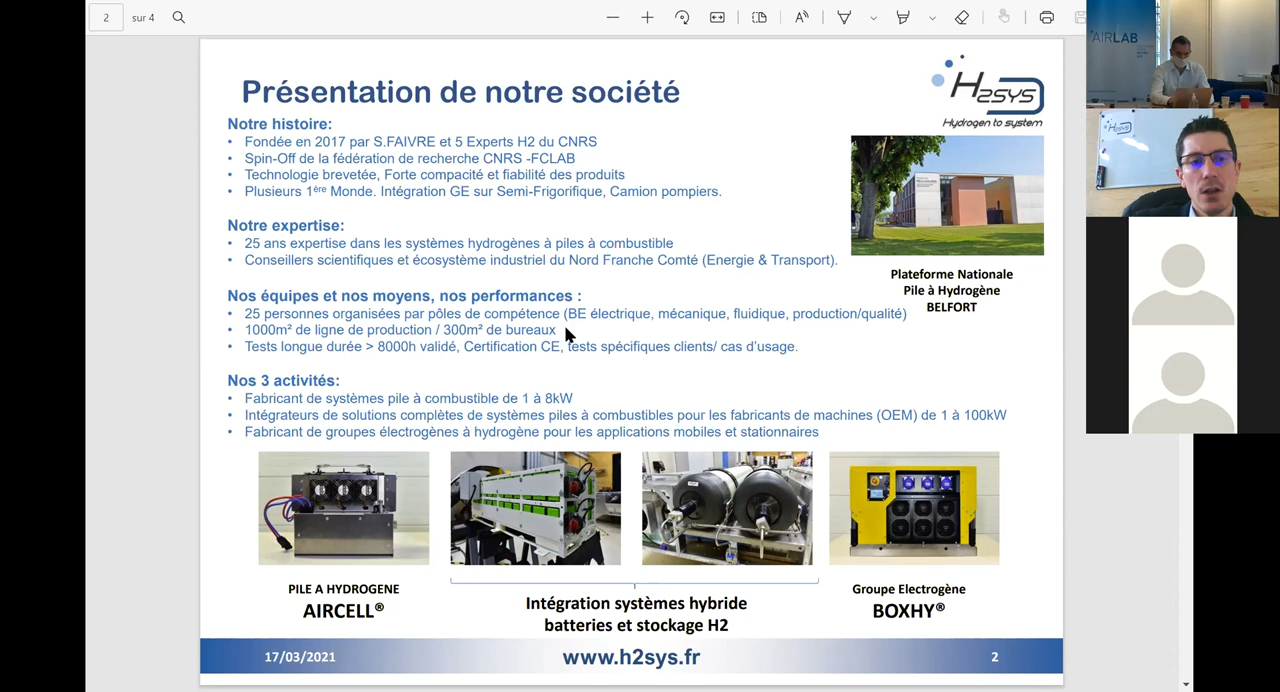 2
sur 4
AIRLAB
Présentation de notre société
H2SYS
Hydrogen to system
Notre histoire:
• Fondée en 2017 par S.FAIVRE et 5 Experts H2 du CNRS
• Spin-Off de la fédération de recherche CNRS -FCLAB
• Technologie brevetée, Forte compacité et fiabilité des produits
• Plusieurs 1ère Monde. Intégration GE sur Semi-Frigorifique, Camion pompiers.
Notre expertise:
• 25 ans expertise dans les systèmes hydrogènes à piles à combustible
• Conseillers scientifiques et écosystème industriel du Nord Franche Comté (Energie & Transport).
Plateforme Nationale
Pile à Hydrogène
BELFORT
Nos équipes et nos moyens, nos performances :
• 25 personnes organisées par pôles de compétence (BE électrique, mécanique, fluidique, production/qualité)
• 1000m² de ligne de production / 300m² de bureaux
• Tests longue durée > 8000h validé, Certification CE, tests spécifiques clients/ cas d'usage.
Nos 3 activités:
• Fabricant de systèmes pile à combustible de 1 à 8kW
• Intégrateurs de solutions complètes de systèmes piles à combustibles pour les fabricants de machines (OEM) de 1 à 100kW
• Fabricant de groupes électrogènes à hydrogène pour les applications mobiles et stationnaires
PILE A HYDROGENE
AIRCELL®
Intégration systèmes hybride
batteries et stockage H2
Groupe Electrogène
BOXHY®
17/03/2021
www.h2sys.fr
2
H2SYS